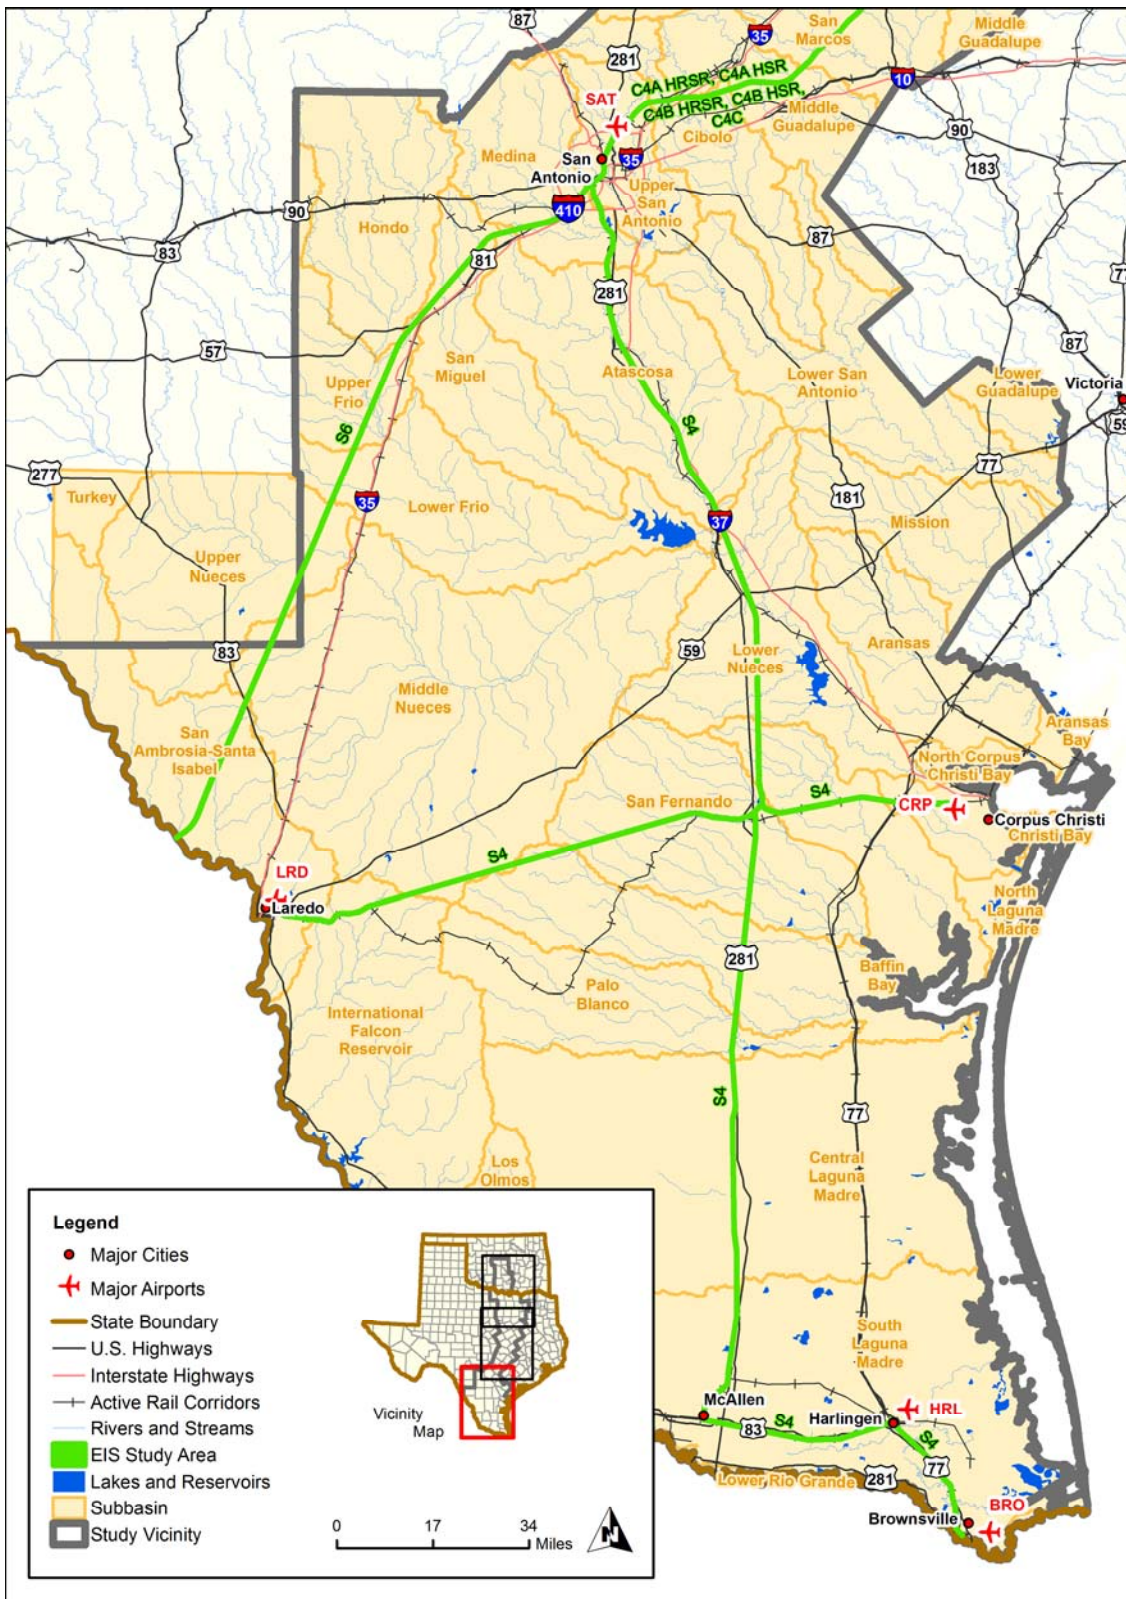 87
35
San
Marcos
Middle
Guadalupe
281
10
C4A HRSR, C4A HSR
SAT
C4B HRSR, C4B HSR,
C4C
Middle
Guadalupe
Cibolo
90
183
Medina
San
Antonio
35
Upper
San
Antonio
90
410
Hondo
83
87
81
77
281
57
San
Miguel
Atascosa
87
Upper
Frio
Lower San
Antonio
Lower
Guadalupe
Victoria
59
S6
S4
77
277
Turkey
35
Lower Frio
181
37
Mission
Upper
Nueces
83
59
Lower
Nueces
Aransas
Middle
Nueces
San
Ambrosia-Santa
Isabel
Aransas
Bay
North Corpus
Christi Bay
San Fernando
S4
CRP
Corpus Christi
Christi Bay
S4
LRD
Laredo
North
Laguna
Madre
281
Baffin
Bay
Palo
Blanco
International
Falcon
Reservoir
S4
77
Los
Olmos
Central
Laguna
Madre
South
Laguna
Madre
McAllen
83
S4
Harlingen
HRL
S4
77
Lower Rio Grande
281
BRO
Brownsville
Legend
Major Cities
Major Airports
State Boundary
U.S. Highways
Interstate Highways
Active Rail Corridors
Rivers and Streams
EIS Study Area
Lakes and Reservoirs
Subbasin
Study Vicinity
Vicinity
Map
0 17 34
Miles
N